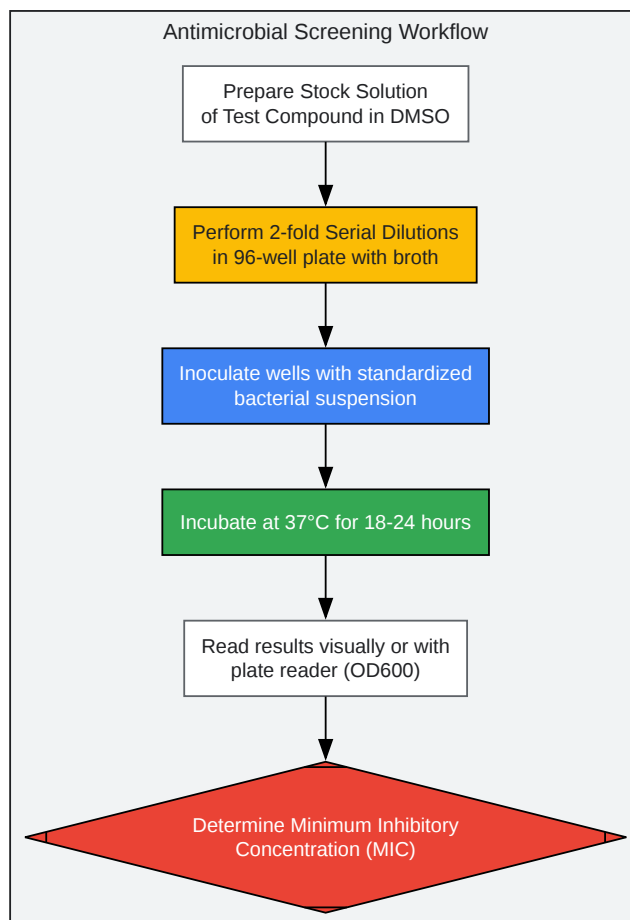 Antimicrobial Screening Workflow
Prepare Stock Solution
of Test Compound in DMSO
Perform 2-fold Serial Dilutions
in 96-well plate with broth
Inoculate wells with standardized
bacterial suspension
Incubate at 37°C for 18-24 hours
Read results visually or with
plate reader (OD600)
Determine Minimum Inhibitory
Concentration (MIC)